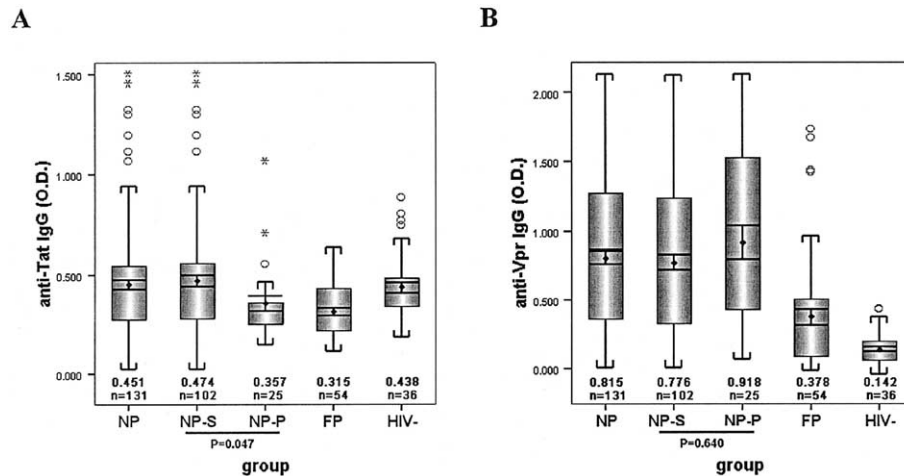 A
anti-Tat IgG (O.D.)
1.500
1.000
0.500
0.000
0.451 0.474 0.357 0.315 0.438
n=131 n=102 n=25 n=54 n=36
NP NP-S NP-P FP HIV-
P=0.047
group
B
anti-Vpr IgG (O.D.)
2.000
1.500
1.000
0.500
0.000
0.815 0.776 0.918 0.378 0.142
n=131 n=102 n=25 n=54 n=36
NP NP-S NP-P FP HIV-
P=0.640
group